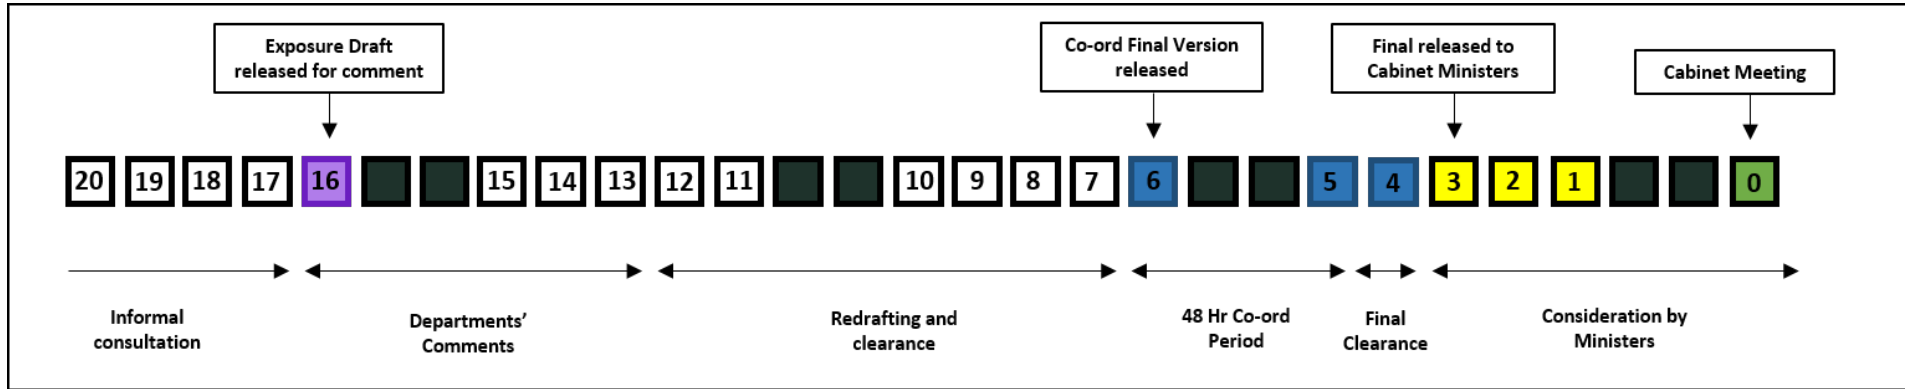 Exposure Draft
released for comment
Co-ord Final Version
released
Final released to
Cabinet Ministers
Cabinet Meeting
20 19 18 17 16 15 14 13 12 11 10 9 8 7 6 5 4 3 2 1 0
Informal
consultation
Departments’
Comments
Redrafting and
clearance
48 Hr Co-ord
Period
Final
Clearance
Consideration by
Ministers